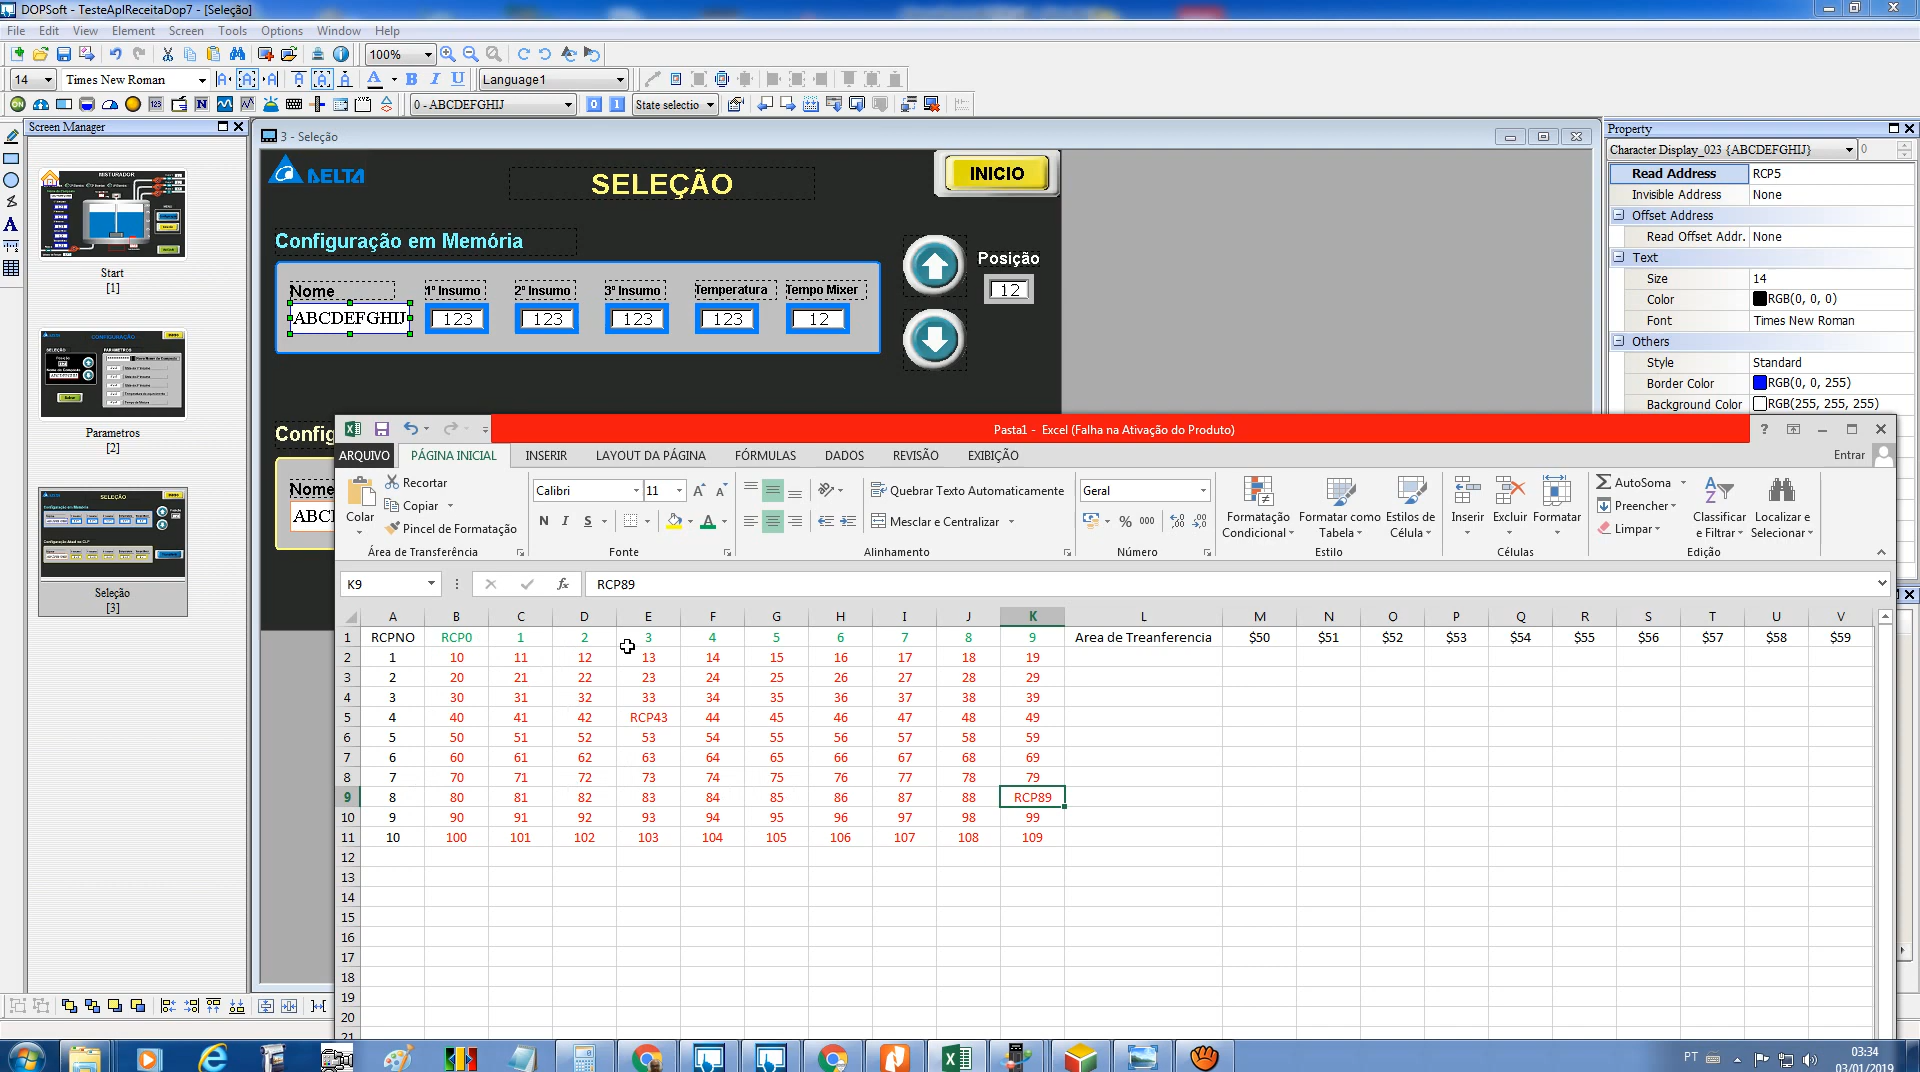 DOPSoft - TesteAplReceitaDop7 - [Seleção]
File Edit View Element Screen Tools Options Window Help
100%
14 Times New Roman A B I U Language1
0 - ABCDEFGHIJ 0 1 State selectio
Screen Manager
3 - Seleção
Property
Character Display_023 {ABCDEFGHIJ} 0
Read Address RCP5
Invisible Address None
Offset Address
Read Offset Addr. None
Text
Size 14
Color RGB(0, 0, 0)
Font Times New Roman
Others
Style Standard
Border Color RGB(0, 0, 255)
Background Color RGB(255, 255, 255)
MISTURADOR
Start
[1]
Parametros
[2]
SELEÇÃO
Seleção
[3]
DELTA
SELEÇÃO
INICIO
Configuração em Memória
Posição
12
Nome 1º Insumo 2º Insumo 3º Insumo Temperatura Tempo Mixer
ABCDEFGHIJ 123 123 123 123 12
Config
Nome
ABCI
Pasta1 - Excel (Falha na Ativação do Produto)
ARQUIVO PÁGINA INICIAL INSERIR LAYOUT DA PÁGINA FÓRMULAS DADOS REVISÃO EXIBIÇÃO Entrar
Colar
Recortar
Copiar
Pincel de Formatação
Área de Transferência
Calibri 11
N I S
Fonte
Quebrar Texto Automaticamente
Mesclar e Centralizar
Alinhamento
Geral
% 000
Número
Formatação Condicional
Formatar como Tabela
Estilos de Célula
Estilo
Inserir Excluir Formatar
Células
AutoSoma
Preencher
Limpar
Classificar e Filtrar
Localizar e Selecionar
Edição
K9 fx RCP89
A B C D E F G H I J K L M N O P Q R S T U V
1 RCPNO RCP0 1 2 3 4 5 6 7 8 9 Area de Treanferencia $50 $51 $52 $53 $54 $55 $56 $57 $58 $59
2 1 10 11 12 13 14 15 16 17 18 19
3 2 20 21 22 23 24 25 26 27 28 29
4 3 30 31 32 33 34 35 36 37 38 39
5 4 40 41 42 RCP43 44 45 46 47 48 49
6 5 50 51 52 53 54 55 56 57 58 59
7 6 60 61 62 63 64 65 66 67 68 69
8 7 70 71 72 73 74 75 76 77 78 79
9 8 80 81 82 83 84 85 86 87 88 RCP89
10 9 90 91 92 93 94 95 96 97 98 99
11 10 100 101 102 103 104 105 106 107 108 109
12
13
14
15
16
17
18
19
20
21
PT
03:34
03/01/2019